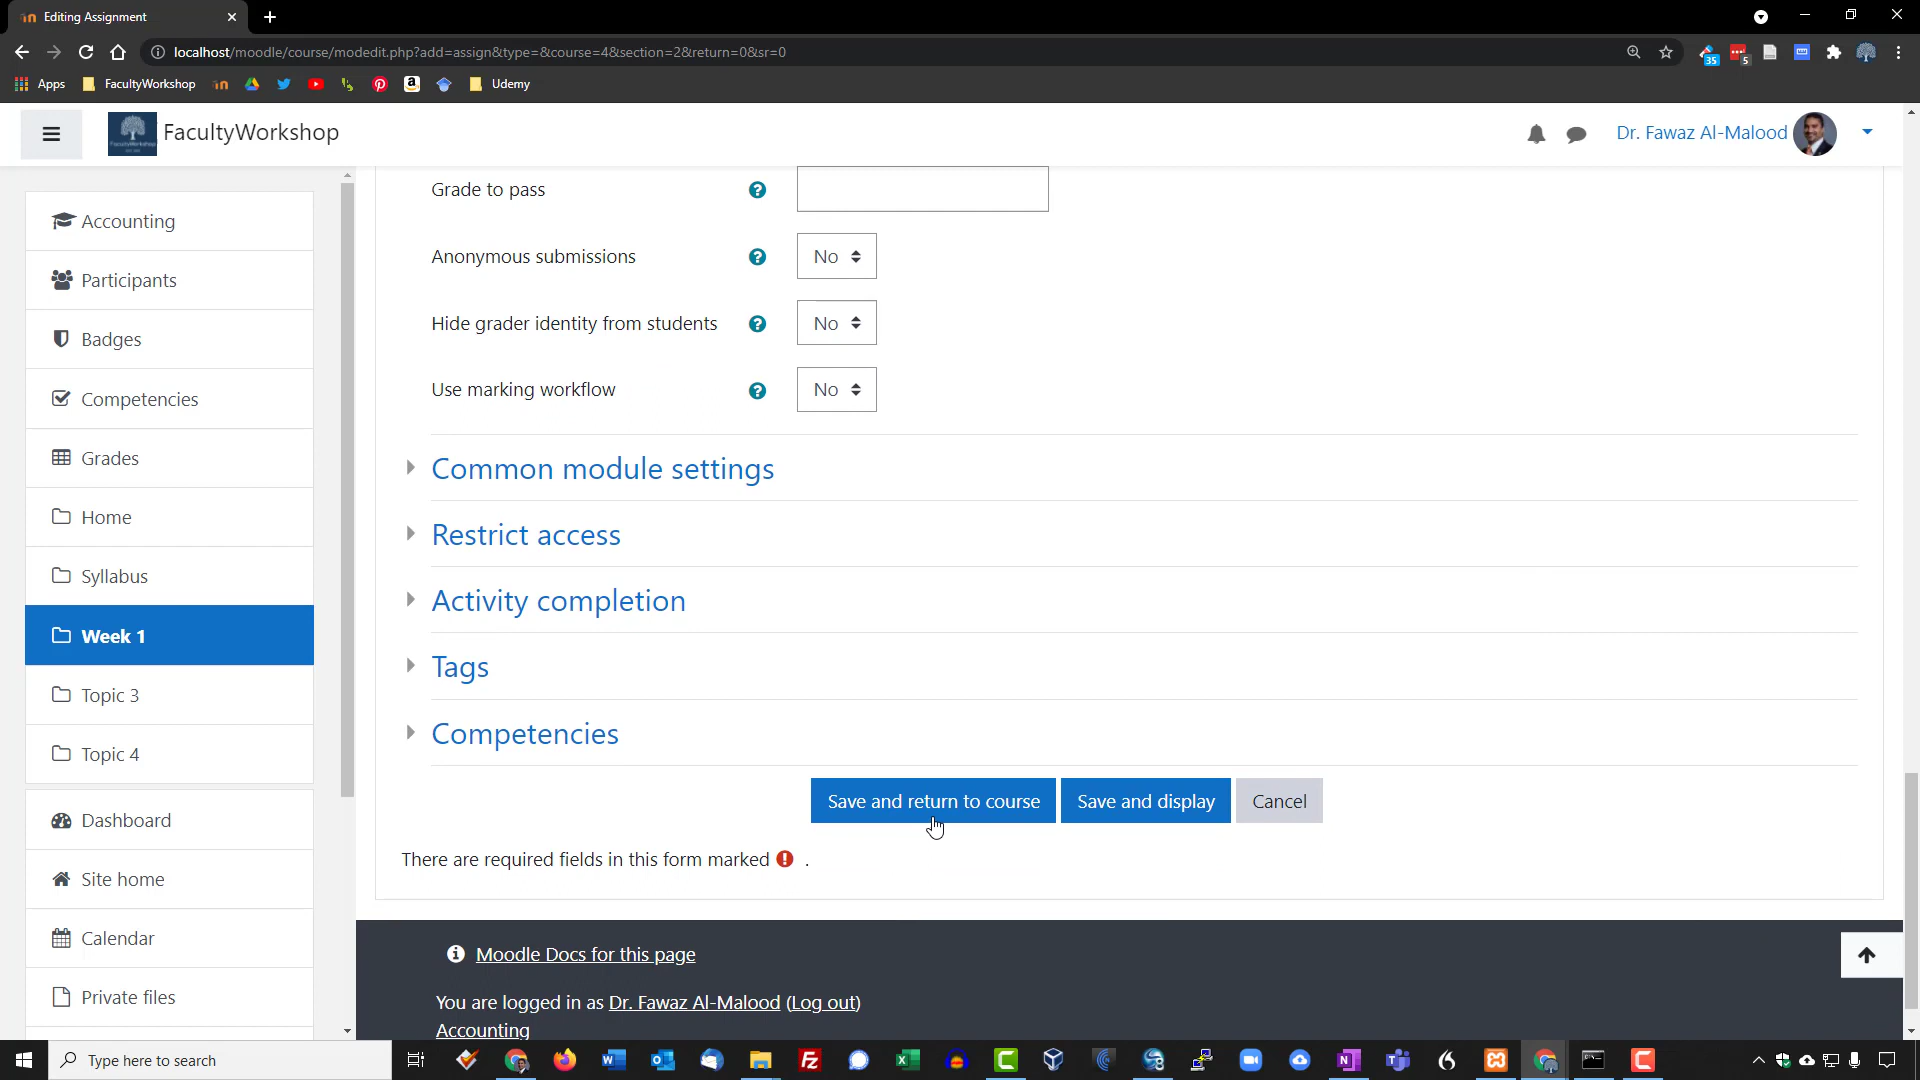 Editing Assignment
localhost/moodle/course/modedit.php?add=assign&type=&course=4&section=2&return=0&sr=0
35
5
Apps
FacultyWorkshop
Udemy
FacultyWorkshop
Dr. Fawaz Al-Malood
Accounting
Participants
Badges
Competencies
Grades
Home
Syllabus
Week 1
Topic 3
Topic 4
Dashboard
Site home
Calendar
Private files
Grade to pass
Anonymous submissions No
Hide grader identity from students No
Use marking workflow No
Common module settings
Restrict access
Activity completion
Tags
Competencies
Save and return to course
Save and display
Cancel
There are required fields in this form marked .
Moodle Docs for this page
You are logged in as Dr. Fawaz Al-Malood (Log out)
Accounting
Type here to search